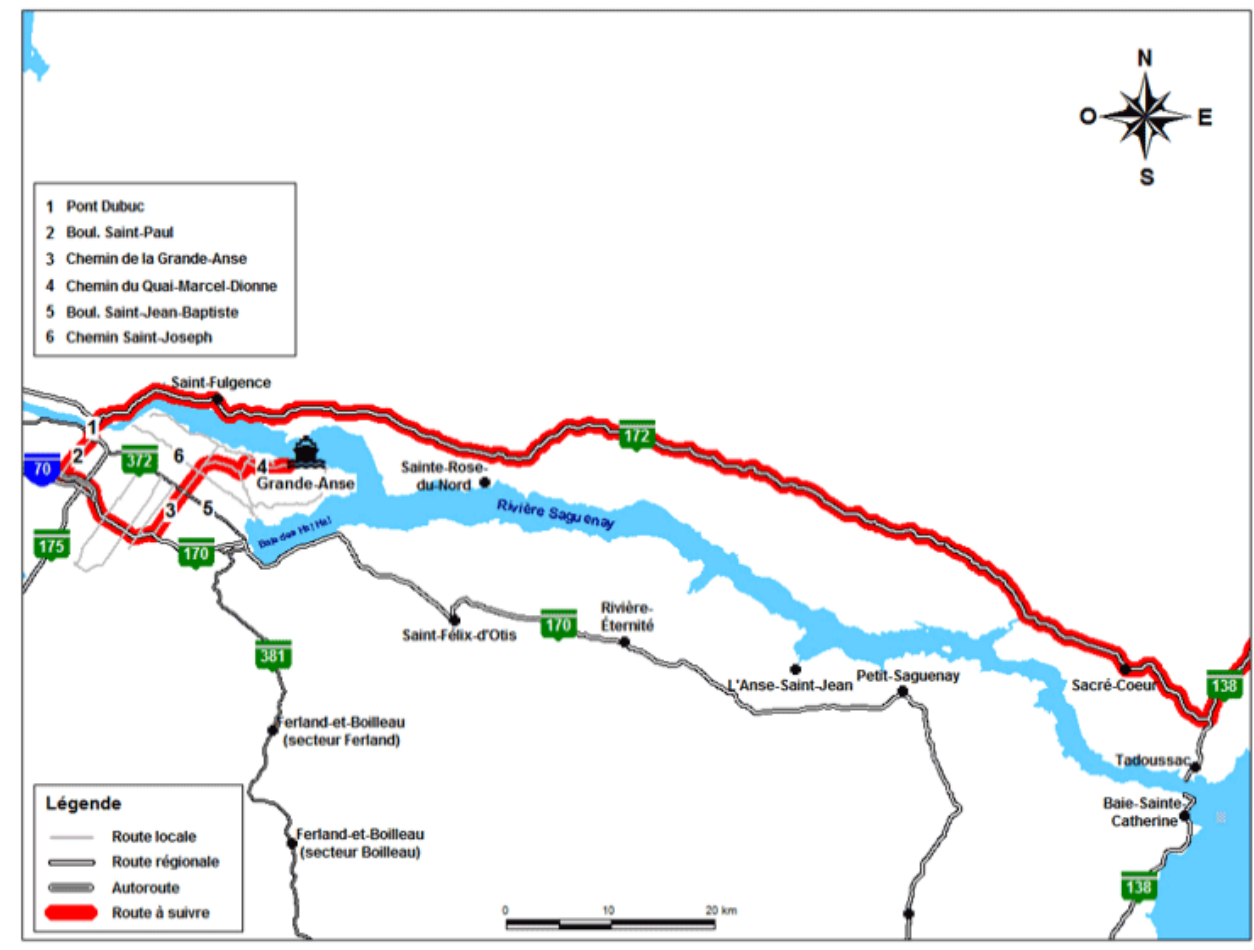 N
O
E
S
1 Pont Dubuc
2 Boul. Saint-Paul
3 Chemin de la Grande-Anse
4 Chemin du Quai-Marcel-Dionne
5 Boul. Saint-Jean-Baptiste
6 Chemin Saint-Joseph
Saint-Fulgence
1
172
2
6
372
4
70
Sainte-Rose-
du-Nord
Grande-Anse
3
5
Rivière Saguenay
Baie des Ha! Ha!
175
170
Rivière-
Éternité
170
Saint-Félix-d'Otis
381
L'Anse-Saint-Jean
Petit-Saguenay
Sacré-Coeur
138
Ferland-et-Boilleau
(secteur Ferland)
Tadoussac
Baie-Sainte-
Catherine
Ferland-et-Boilleau
(secteur Boilleau)
138
Légende
Route locale
Route régionale
Autoroute
Route à suivre
0 10 20 km